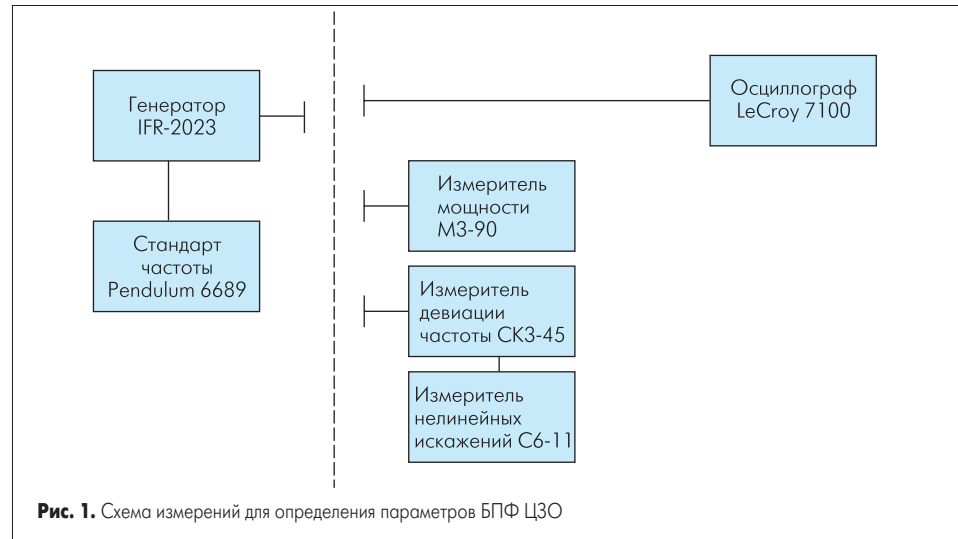 Генератор
IFR-2023
Осциллограф
LeCroy 7100
Измеритель
мощности
М3-90
Стандарт
частоты
Pendulum 6689
Измеритель
девиации
частоты СК3-45
Измеритель
нелинейных
искажений С6-11
Рис. 1. Схема измерений для определения параметров БПФ ЦЗО